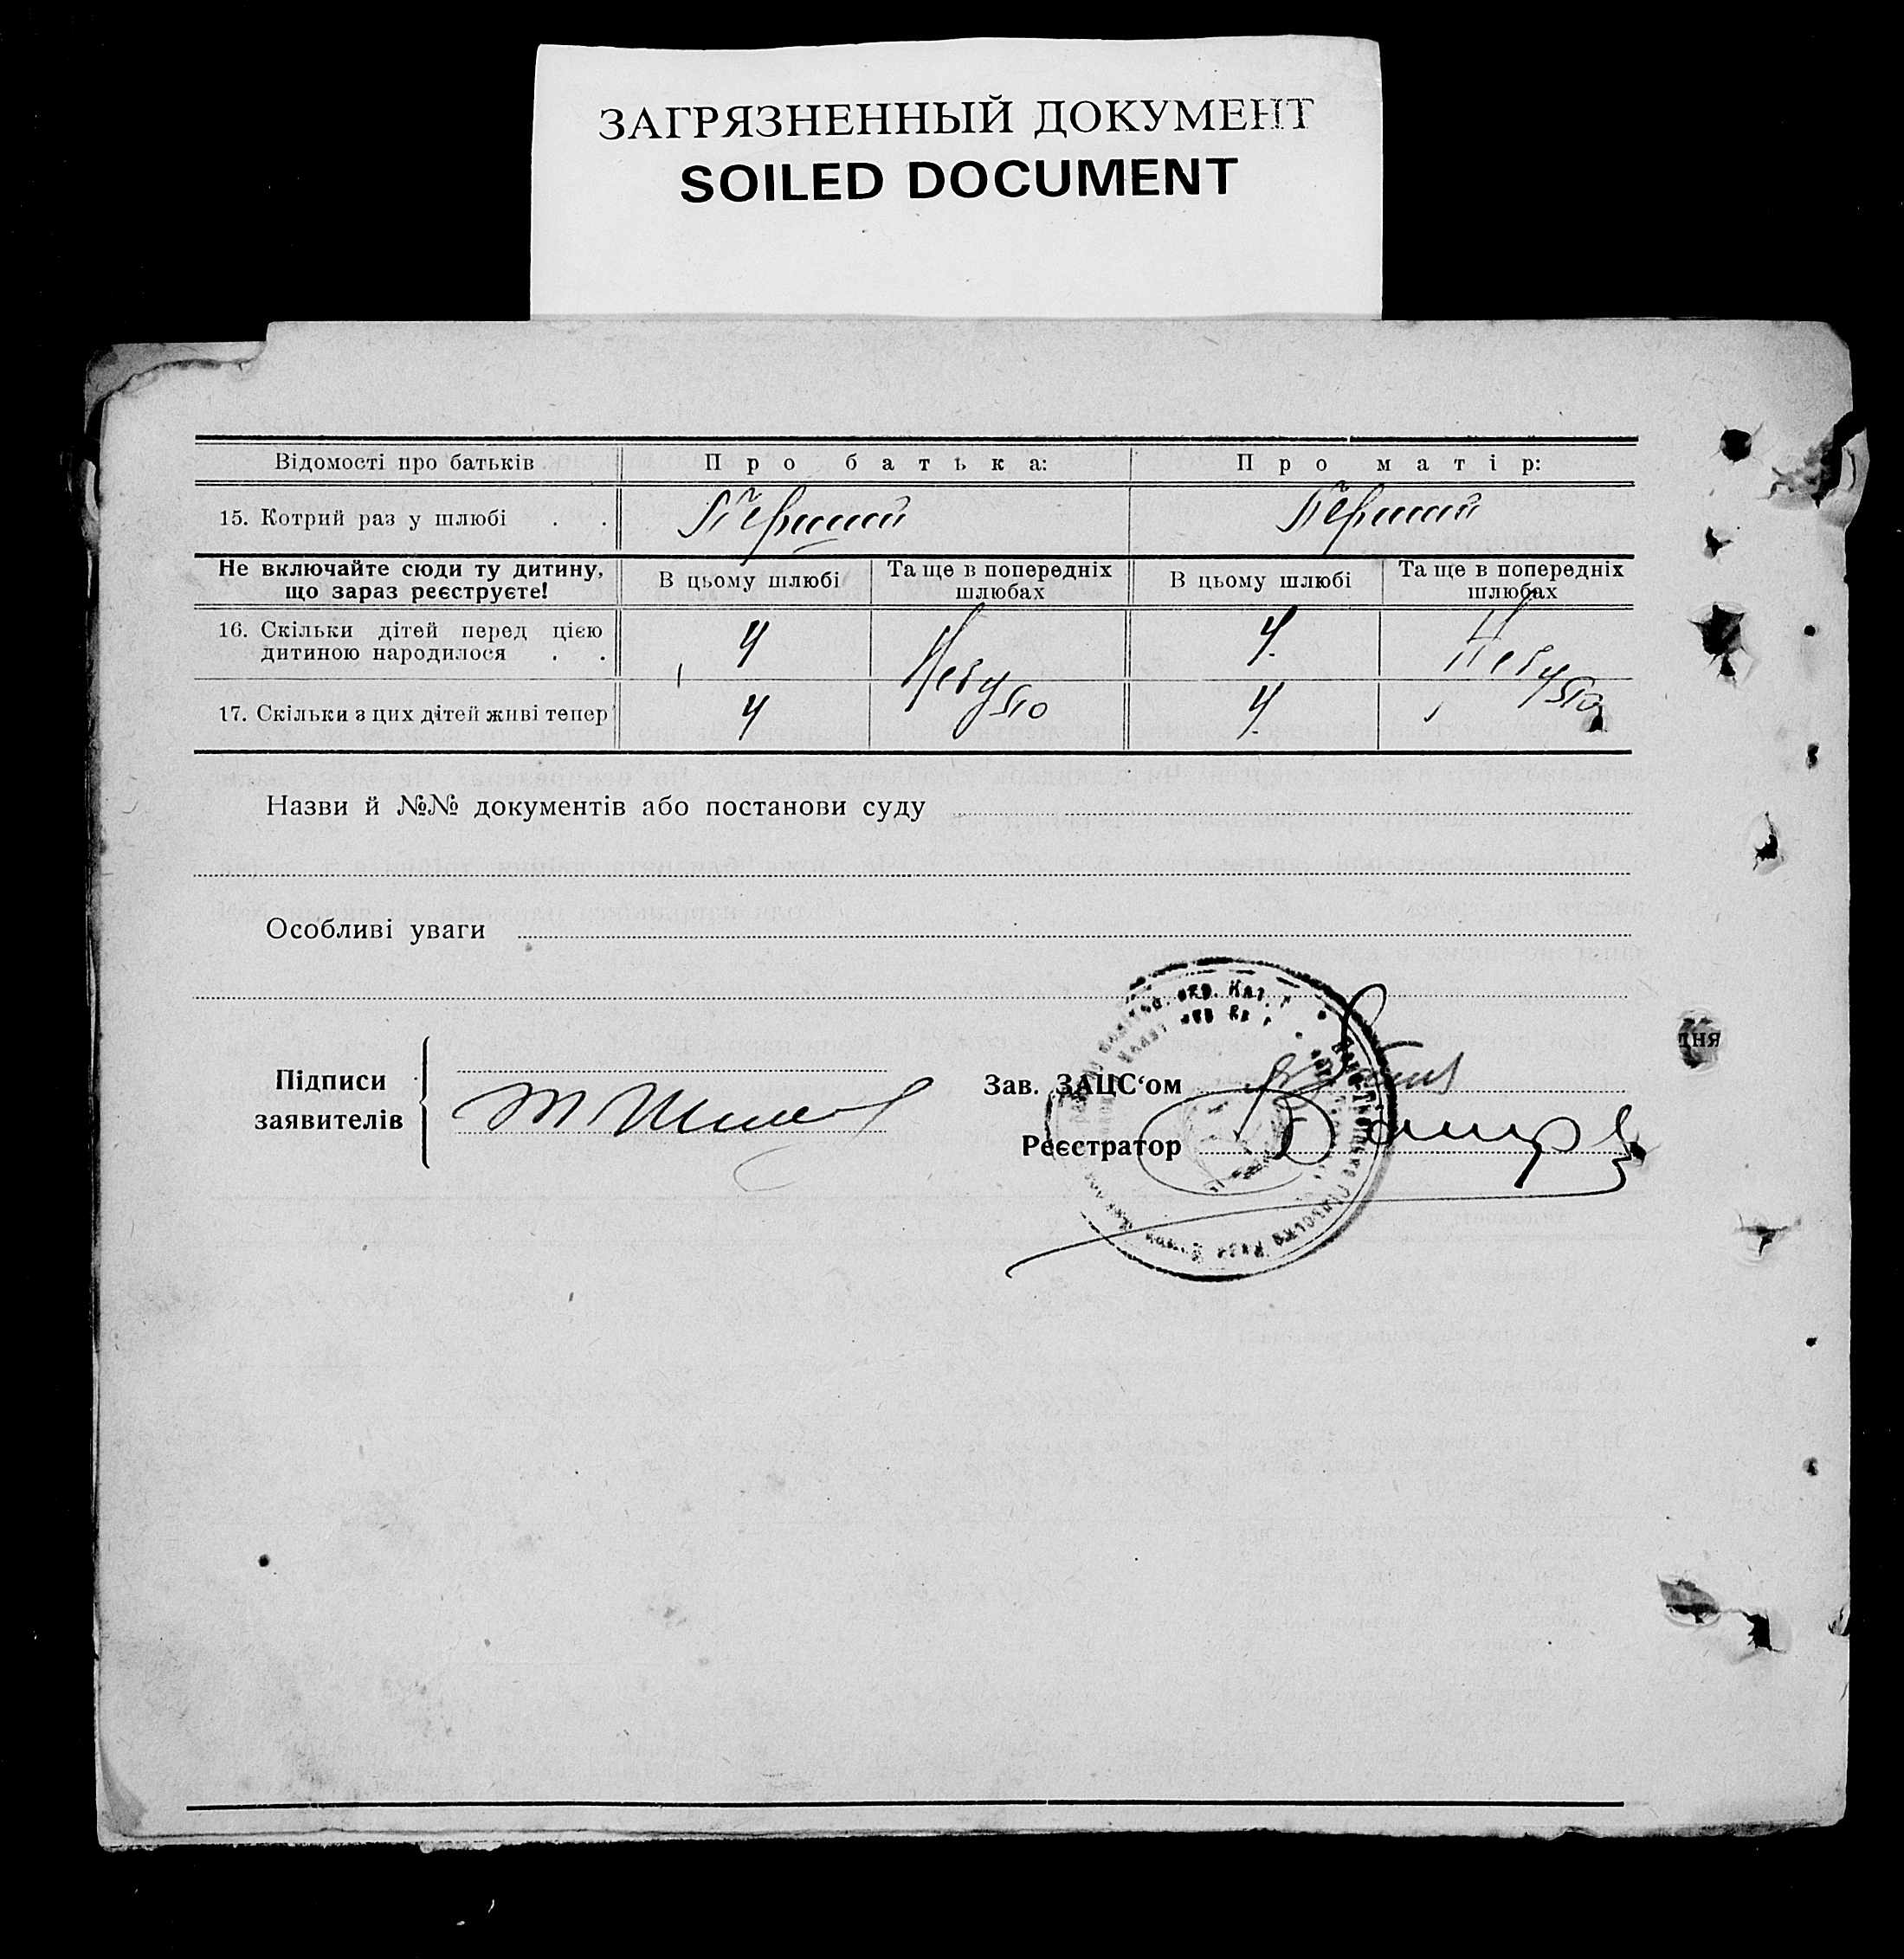 ЗАГРЯЗНЕННЫЙ ДОКУМЕНТ
SOILED DOCUMENT
Відомості про батьків Про батька: Про матір:
15. Котрий раз у шлюбі . . Перший Перший
Не включайте сюди ту дитину, що зараз реєструєте! В цьому шлюбі Та ще в попередніх шлюбах В цьому шлюбі Та ще в попередніх шлюбах
16. Скільки дітей перед цією
дитиною народилося . . 4 Небуло 4. Небуло
17. Скільки з цих дітей живі тепер 4 4.
Назви й №№ документів або постанови суду
Особливі уваги
Підписи
заявителів
Зав. ЗАЦС‘ом
Реєстратор
дня